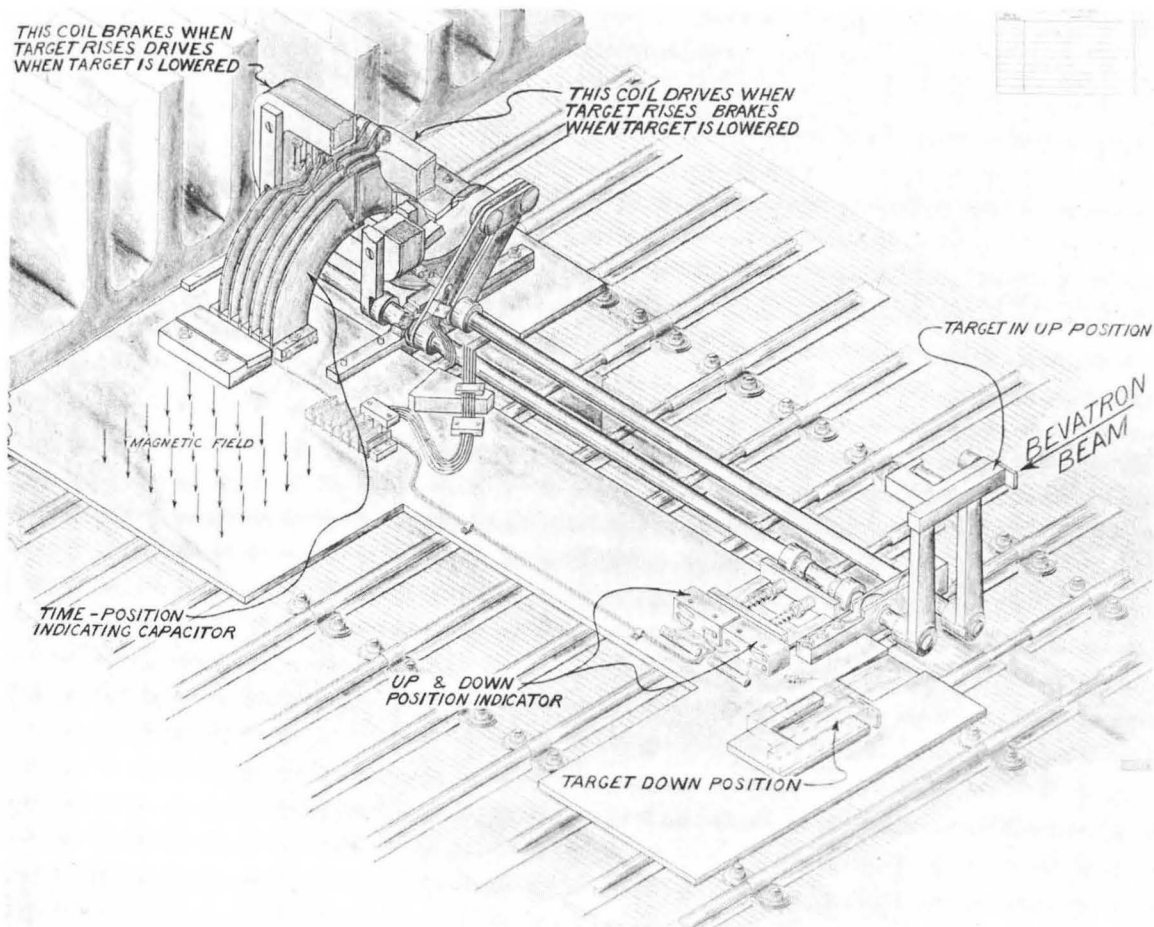 THIS COIL BRAKES WHEN
TARGET RISES DRIVES
WHEN TARGET IS LOWERED
THIS COIL DRIVES WHEN
TARGET RISES BRAKES
WHEN TARGET IS LOWERED
TARGET IN UP POSITION
BEVATRON
BEAM
MAGNETIC FIELD
TIME-POSITION
INDICATING CAPACITOR
UP & DOWN
POSITION INDICATOR
TARGET DOWN POSITION